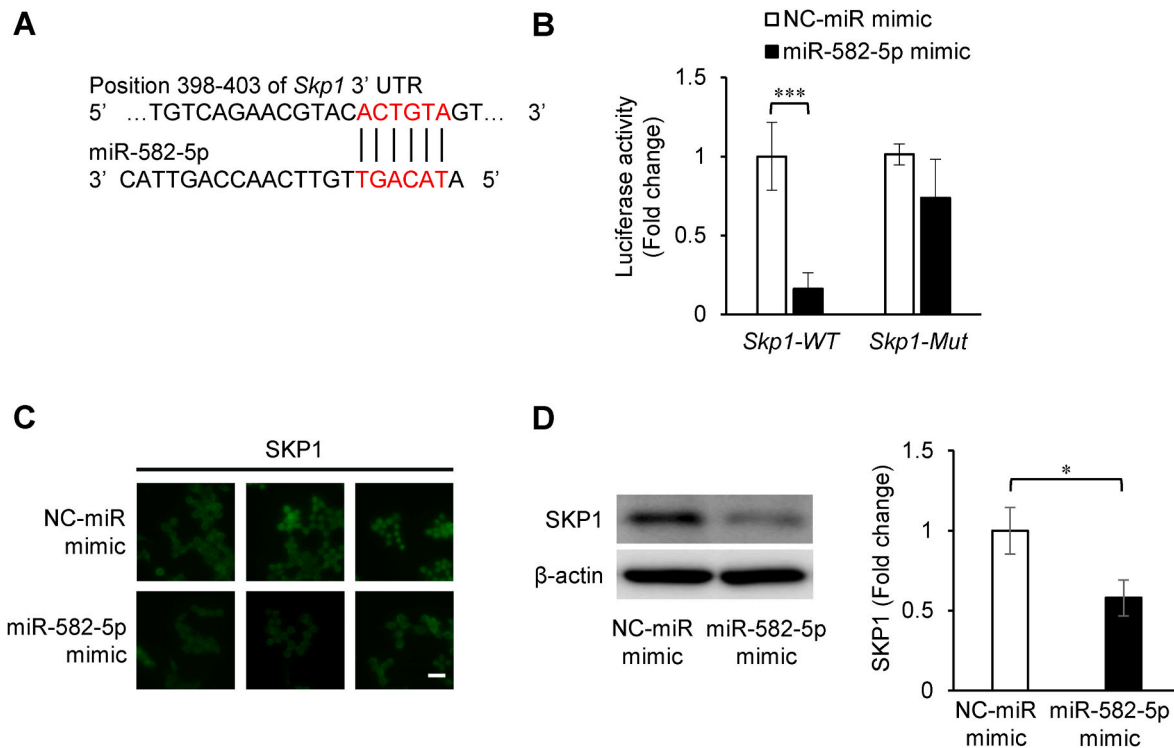 A
Position 398-403 of Skp1 3’ UTR
5’ …TGTCAGAACGTACACTGTAGT… 3’
miR-582-5p
3’ CATTGACCAACTTGTTGACATA 5’
B
NC-miR mimic
miR-582-5p mimic
Luciferase activity
(Fold change)
1.5
1
0.5
0
***
Skp1-WT
Skp1-Mut
C
SKP1
NC-miR
mimic
miR-582-5p
mimic
D
SKP1
β-actin
NC-miR
mimic
miR-582-5p
mimic
SKP1 (Fold change)
1.5
1
0.5
0
*
NC-miR
mimic
miR-582-5p
mimic